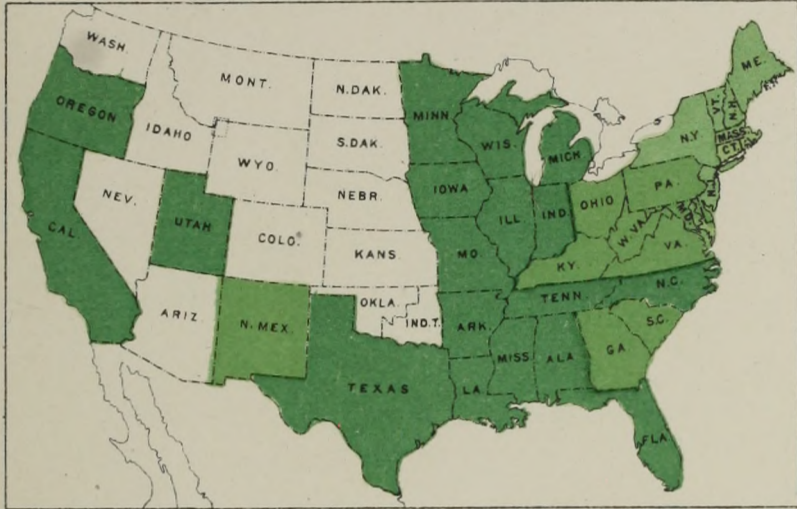 WASH.
MONT.
N.DAK.
MINN
ME.
OREGON
IDAHO
S.DAK.
WIS.
MICH
VT.
N.H.
N.Y.
MASS.
CT.
WYO.
NEBR.
IOWA
PA.
N.J.
NEV.
UTAH
COLO.
ILL
IND
OHIO
W.VA.
VA.
CAL
KANS
MO.
KY.
ARIZ.
N.MEX.
OKLA.
IND.T.
ARK.
TENN.
N.C.
S.C.
TEXAS
LA
MISS
ALA
GA
FLA